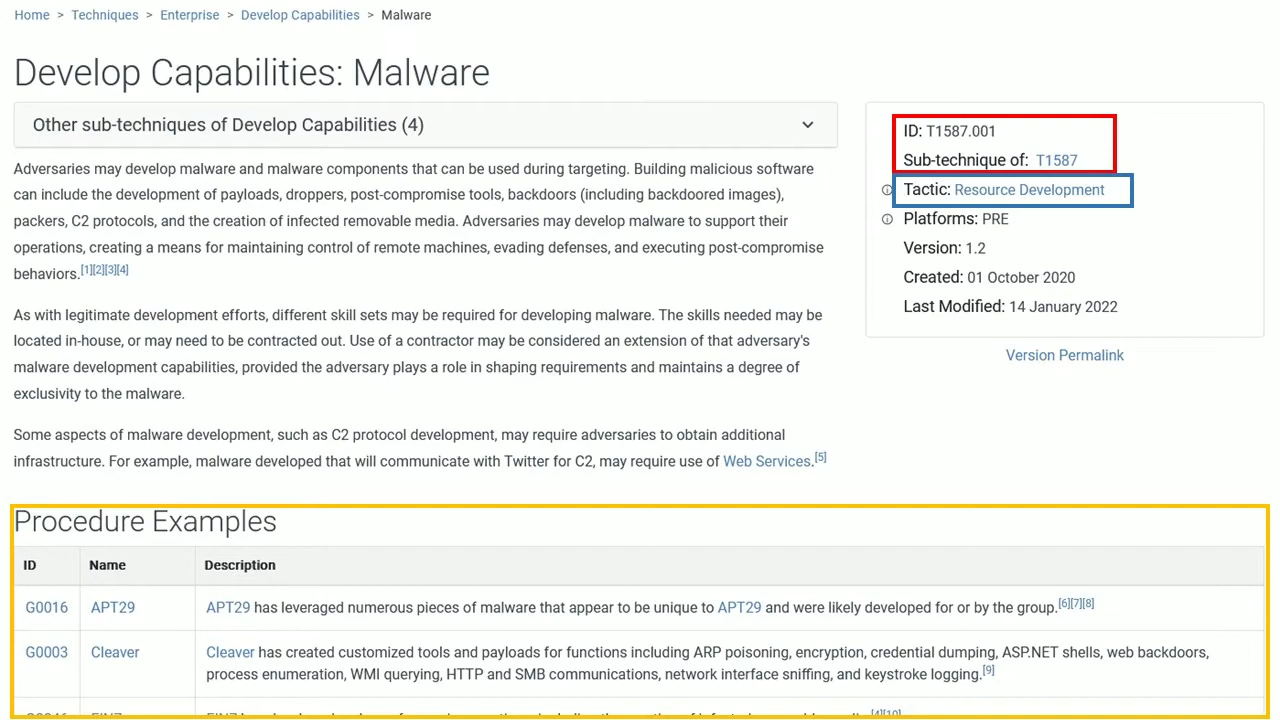 Home > Techniques > Enterprise > Develop Capabilities > Malware
Develop Capabilities: Malware
Other sub-techniques of Develop Capabilities (4)
Adversaries may develop malware and malware components that can be used during targeting. Building malicious software
can include the development of payloads, droppers, post-compromise tools, backdoors (including backdoored images),
packers, C2 protocols, and the creation of infected removable media. Adversaries may develop malware to support their
operations, creating a means for maintaining control of remote machines, evading defenses, and executing post-compromise
behaviors.[1][2][3][4]
As with legitimate development efforts, different skill sets may be required for developing malware. The skills needed may be
located in-house, or may need to be contracted out. Use of a contractor may be considered an extension of that adversary's
malware development capabilities, provided the adversary plays a role in shaping requirements and maintains a degree of
exclusivity to the malware.
Some aspects of malware development, such as C2 protocol development, may require adversaries to obtain additional
infrastructure. For example, malware developed that will communicate with Twitter for C2, may require use of Web Services.[5]
ID: T1587.001
Sub-technique of: T1587
Tactic: Resource Development
Platforms: PRE
Version: 1.2
Created: 01 October 2020
Last Modified: 14 January 2022
Version Permalink
Procedure Examples
ID Name Description
G0016 APT29 APT29 has leveraged numerous pieces of malware that appear to be unique to APT29 and were likely developed for or by the group.[6][7][8]
G0003 Cleaver Cleaver has created customized tools and payloads for functions including ARP poisoning, encryption, credential dumping, ASP.NET shells, web backdoors,
process enumeration, WMI querying, HTTP and SMB communications, network interface sniffing, and keystroke logging.[9]